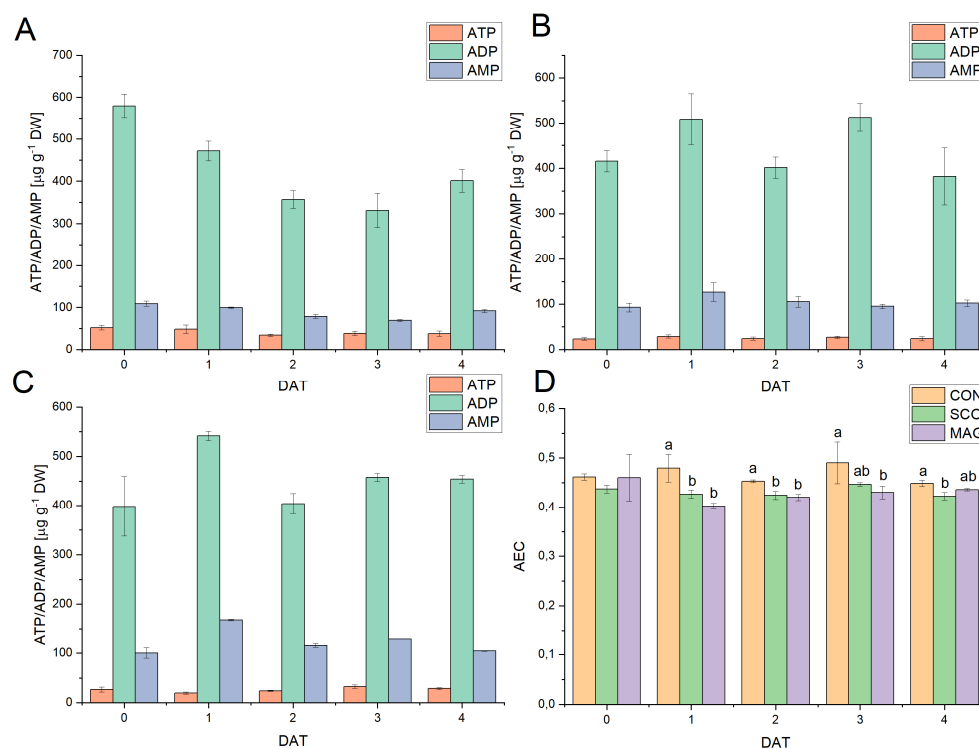 A
ATP
ADP
AMP
ATP/ADP/AMP [µg g⁻¹ DW]
700
600
500
400
300
200
100
0
0 1 2 3 4
DAT
B
ATP
ADP
AMP
ATP/ADP/AMP [µg g⁻¹ DW]
600
500
400
300
200
100
0
0 1 2 3 4
DAT
C
ATP
ADP
AMP
ATP/ADP/AMP [µg g⁻¹ DW]
600
500
400
300
200
100
0
0 1 2 3 4
DAT
D
CON
SCO
MAG
AEC
0,6
0,5
0,4
0,3
0,2
0,1
0,0
a b b
a b b
a ab b
a b ab
0 1 2 3 4
DAT